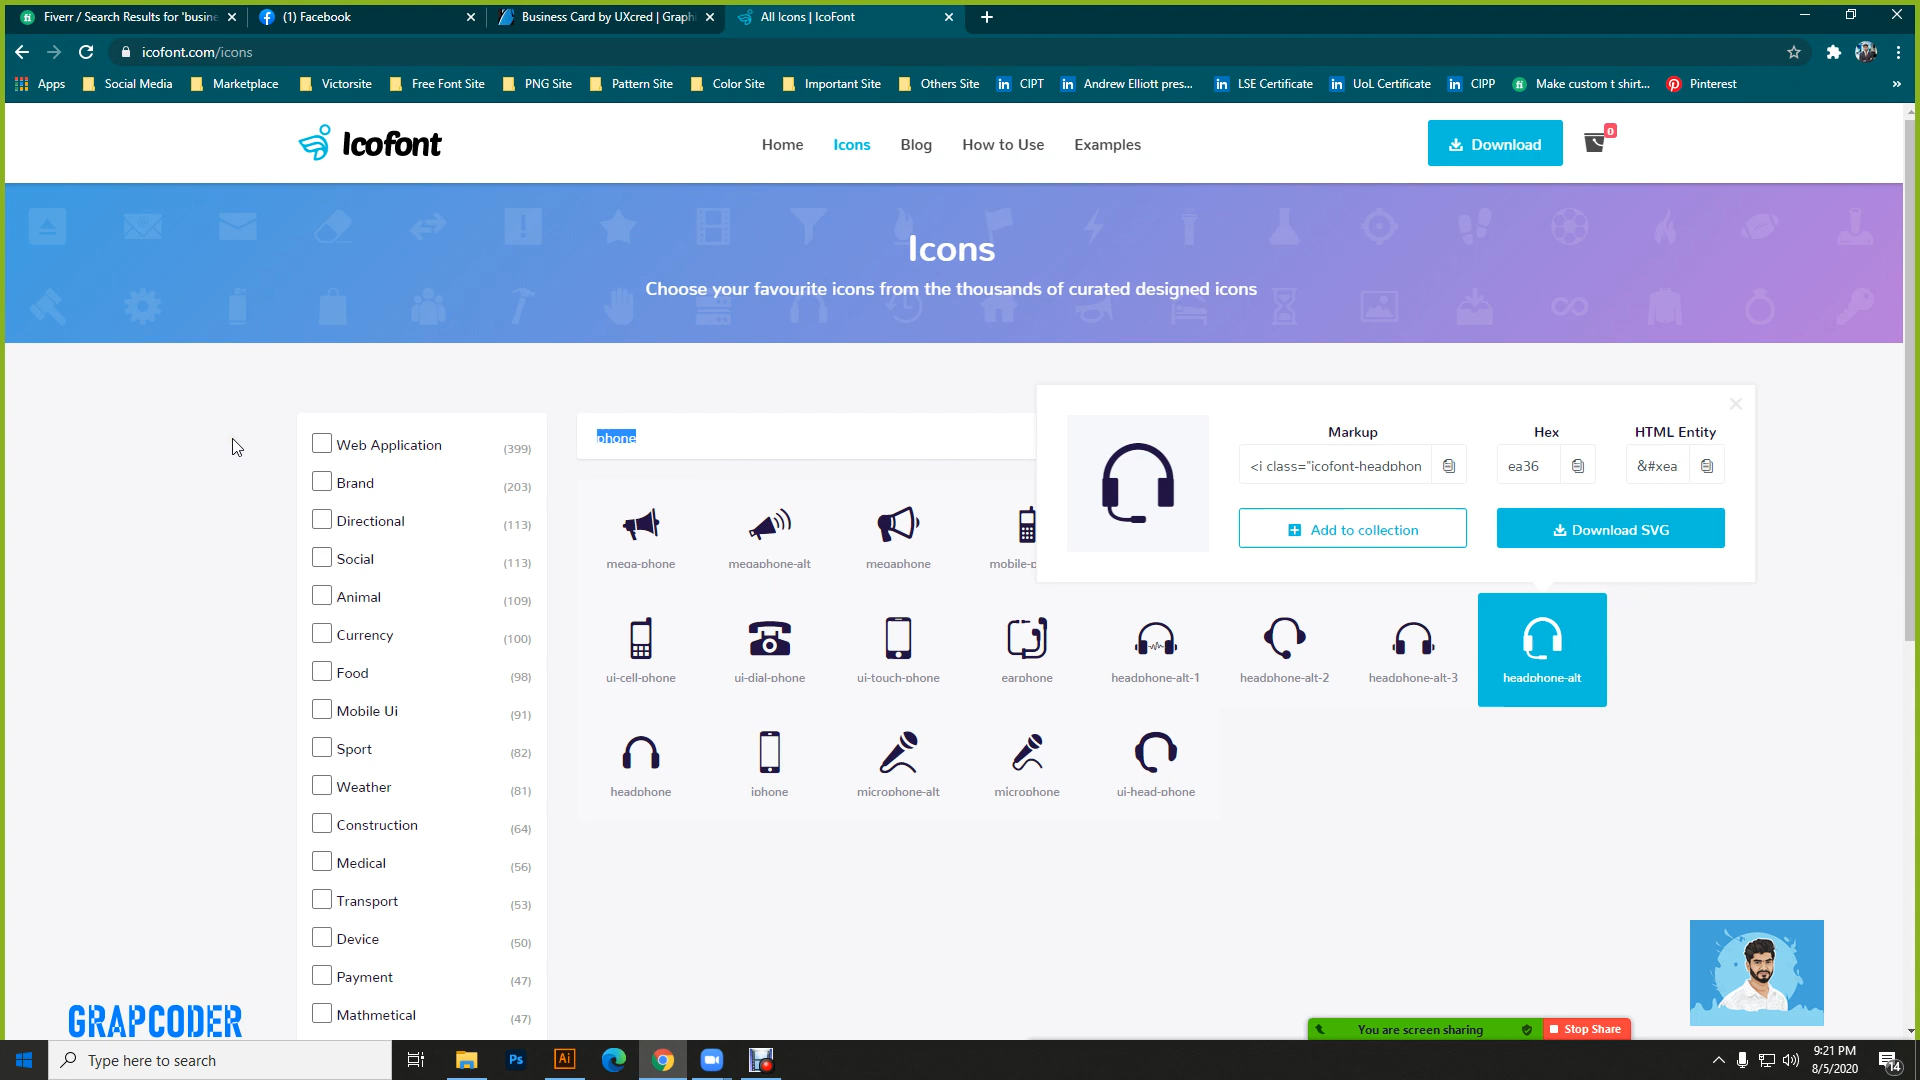 Fiverr / Search Results for 'busine
(1) Facebook
Business Card by UXcred | Graphi
All Icons | IcoFont
icofont.com/icons
Apps
Social Media
Marketplace
Victorsite
Free Font Site
PNG Site
Pattern Site
Color Site
Important Site
Others Site
CIPT
Andrew Elliott pres...
LSE Certificate
UoL Certificate
CIPP
Make custom t shirt...
Pinterest
»
Icofont
Home
Icons
Blog
How to Use
Examples
Download
0
Icons
Choose your favourite icons from the thousands of curated designed icons
Web Application (399)
Brand (203)
Directional (113)
Social (113)
Animal (109)
Currency (100)
Food (98)
Mobile Ui (91)
Sport (82)
Weather (81)
Construction (64)
Medical (56)
Transport (53)
Device (50)
Payment (47)
Mathmetical (47)
phone
Markup
Hex
HTML Entity
<i class="icofont-headphon
ea36
&#xea
Add to collection
Download SVG
mega-phone
megaphone-alt
megaphone
mobile-p
ui-cell-phone
ui-dial-phone
ui-touch-phone
earphone
headphone-alt-1
headphone-alt-2
headphone-alt-3
headphone-alt
headphone
iphone
microphone-alt
microphone
ui-head-phone
GRAPCODER
You are screen sharing
Stop Share
Type here to search
Ps
Ai
9:21 PM
8/5/2020
14